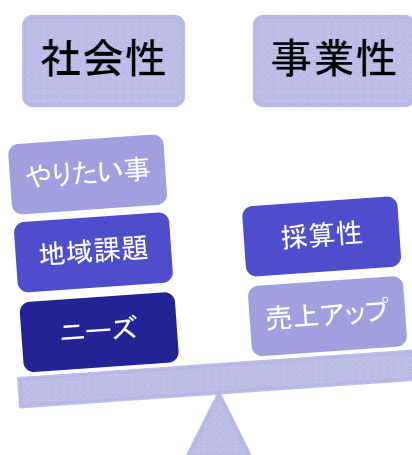 社会性
事業性
やりたい事
地域課題
ニーズ
採算性
売上アップ